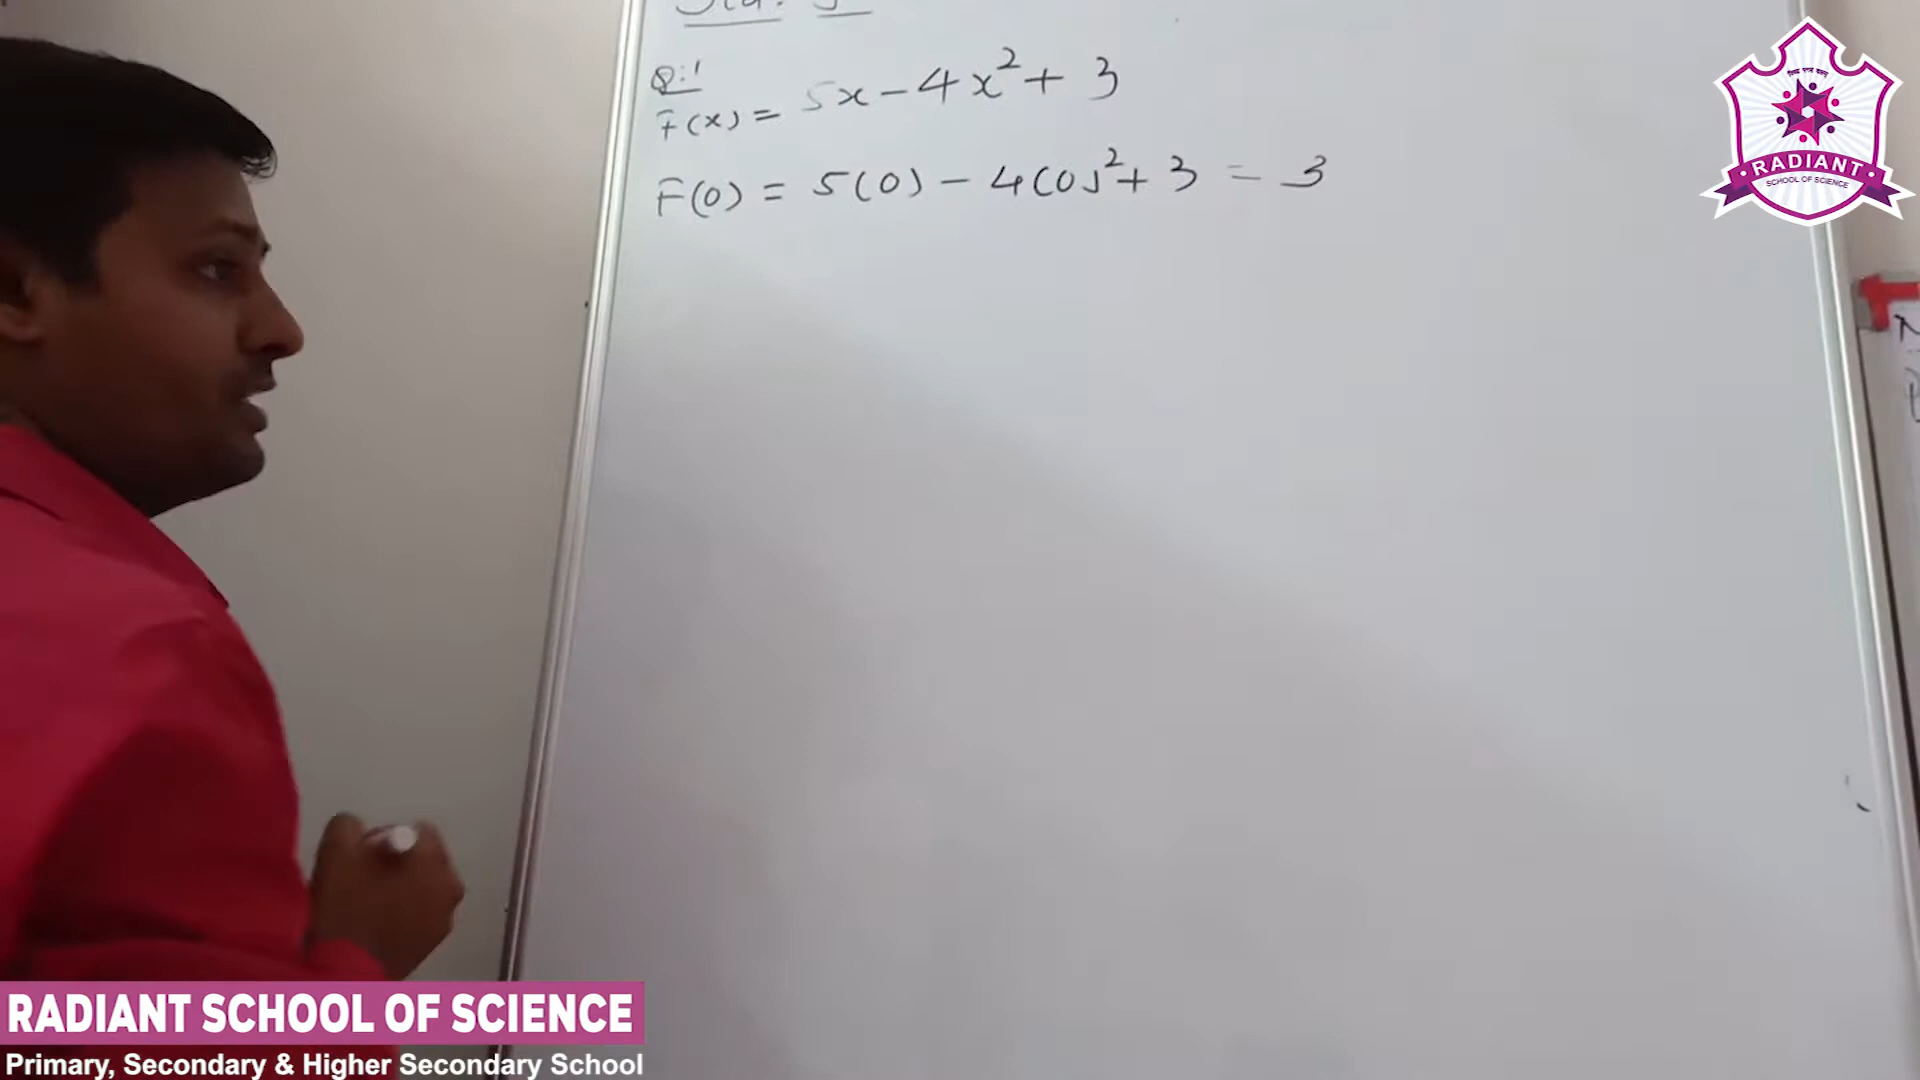 Q:1
F(x) = 5x - 4x² + 3
F(0) = 5(0) - 4(0)² + 3 = 3
RADIANT
SCHOOL OF SCIENCE
RADIANT SCHOOL OF SCIENCE
Primary, Secondary & Higher Secondary School